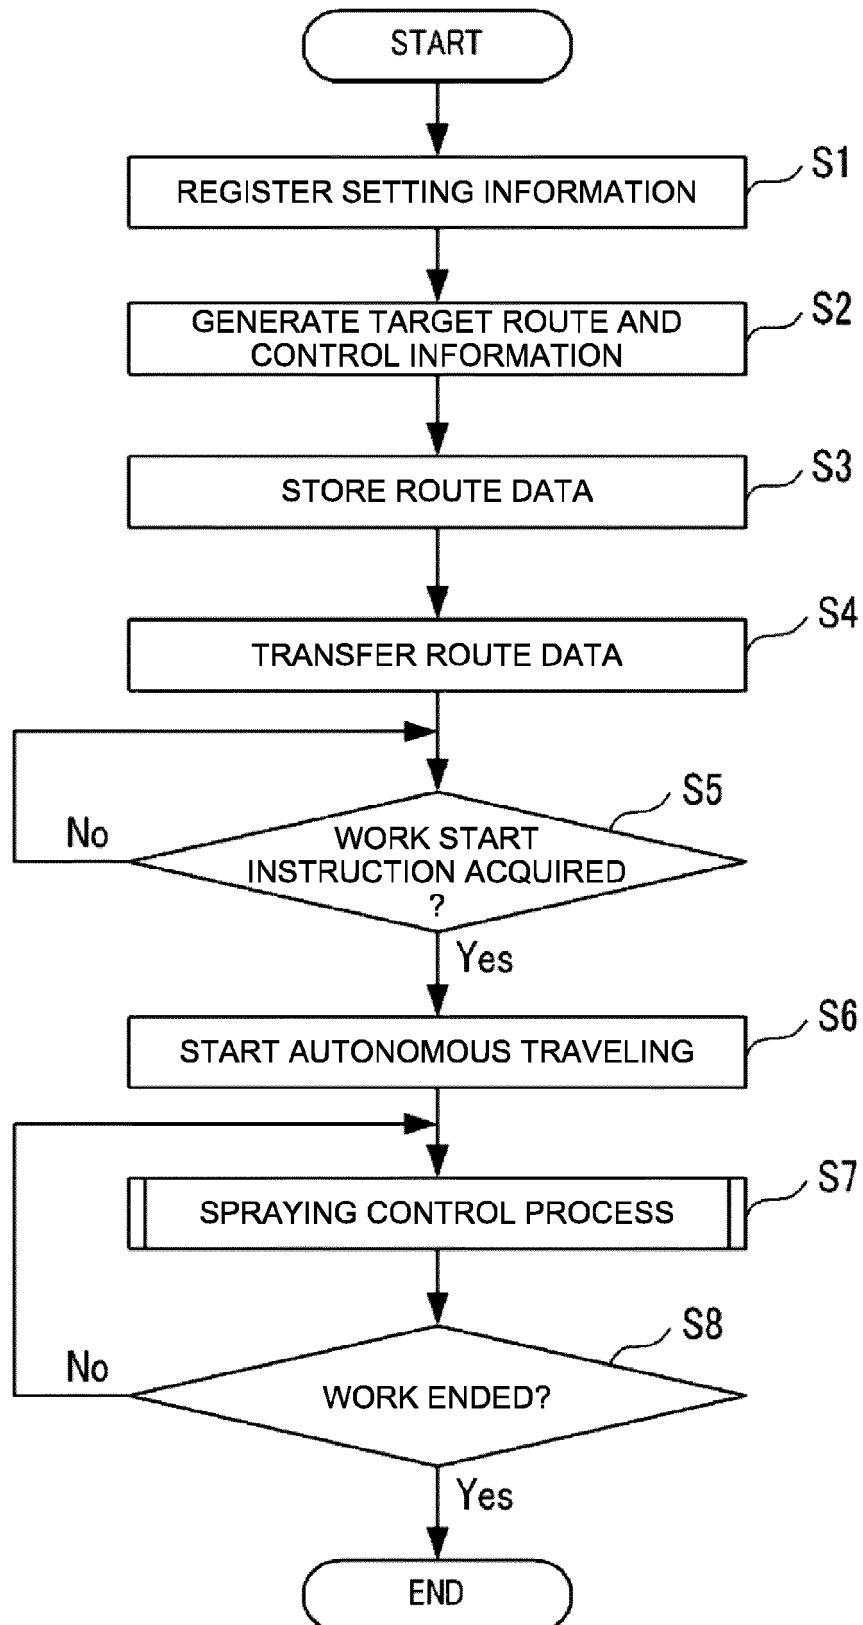 START
S1
REGISTER SETTING INFORMATION
S2
GENERATE TARGET ROUTE AND
CONTROL INFORMATION
S3
STORE ROUTE DATA
S4
TRANSFER ROUTE DATA
S5
No
WORK START
INSTRUCTION ACQUIRED
?
Yes
S6
START AUTONOMOUS TRAVELING
S7
SPRAYING CONTROL PROCESS
S8
No
WORK ENDED?
Yes
END